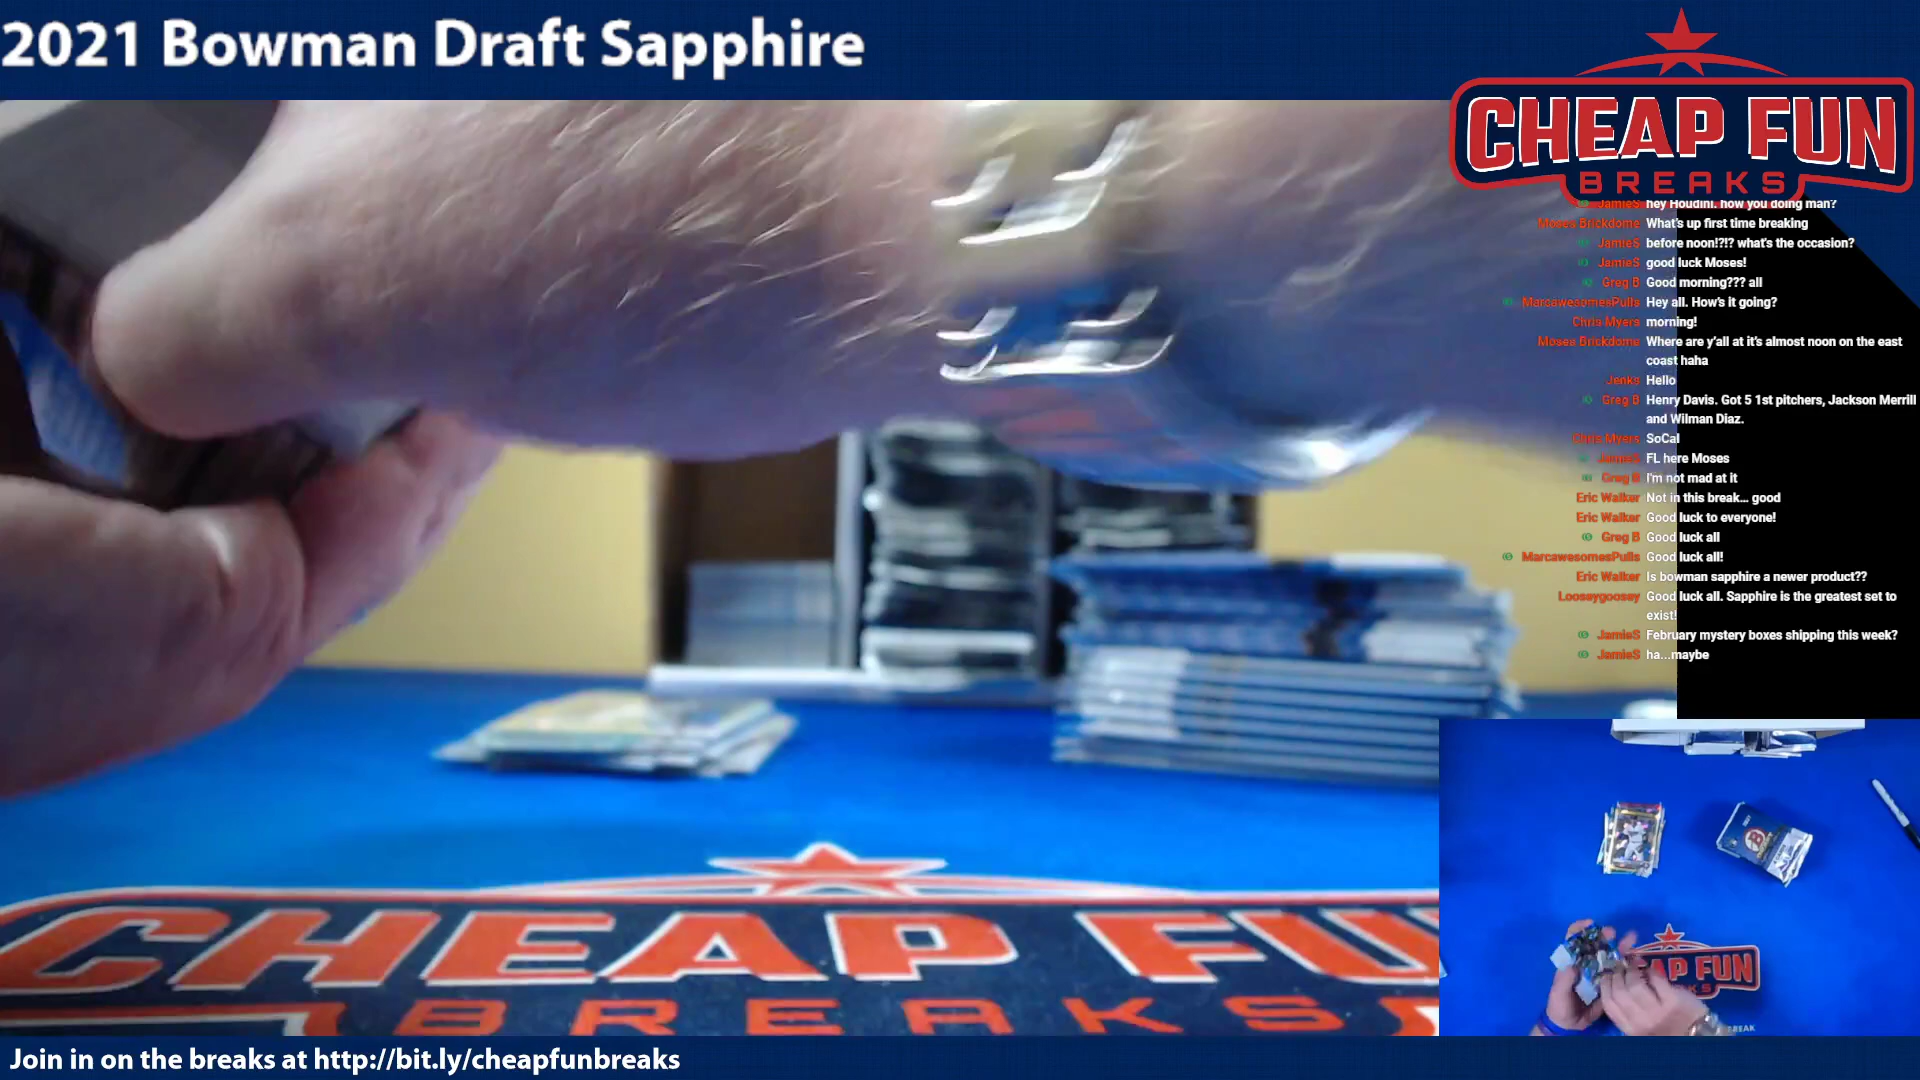 2021 Bowman Draft Sapphire
CHEAP FUN
BREAKS
JamieS hey Houdini. how you doing man?
Moses Brickdome What's up first time breaking
JamieS before noon!?!? what's the occasion?
JamieS good luck Moses!
Greg B Good morning??? all
MarcawesomesPulls Hey all. How's it going?
Chris Myers morning!
Moses Brickdome Where are y'all at it's almost noon on the east
coast haha
Jenks Hello
Greg B Henry Davis. Got 5 1st pitchers, Jackson Merrill
and Wilman Diaz.
Chris Myers SoCal
JamieS FL here Moses
Greg B I'm not mad at it
Eric Walker Not in this break... good
Eric Walker Good luck to everyone!
Greg B Good luck all
MarcawesomesPulls Good luck all!
Eric Walker Is bowman sapphire a newer product??
Looseygoosey Good luck all. Sapphire is the greatest set to
exist!
JamieS February mystery boxes shipping this week?
JamieS ha...maybe
CHEAP FU
BREAKS
AP FUN
KS
BREAK
Join in on the breaks at http://bit.ly/cheapfunbreaks